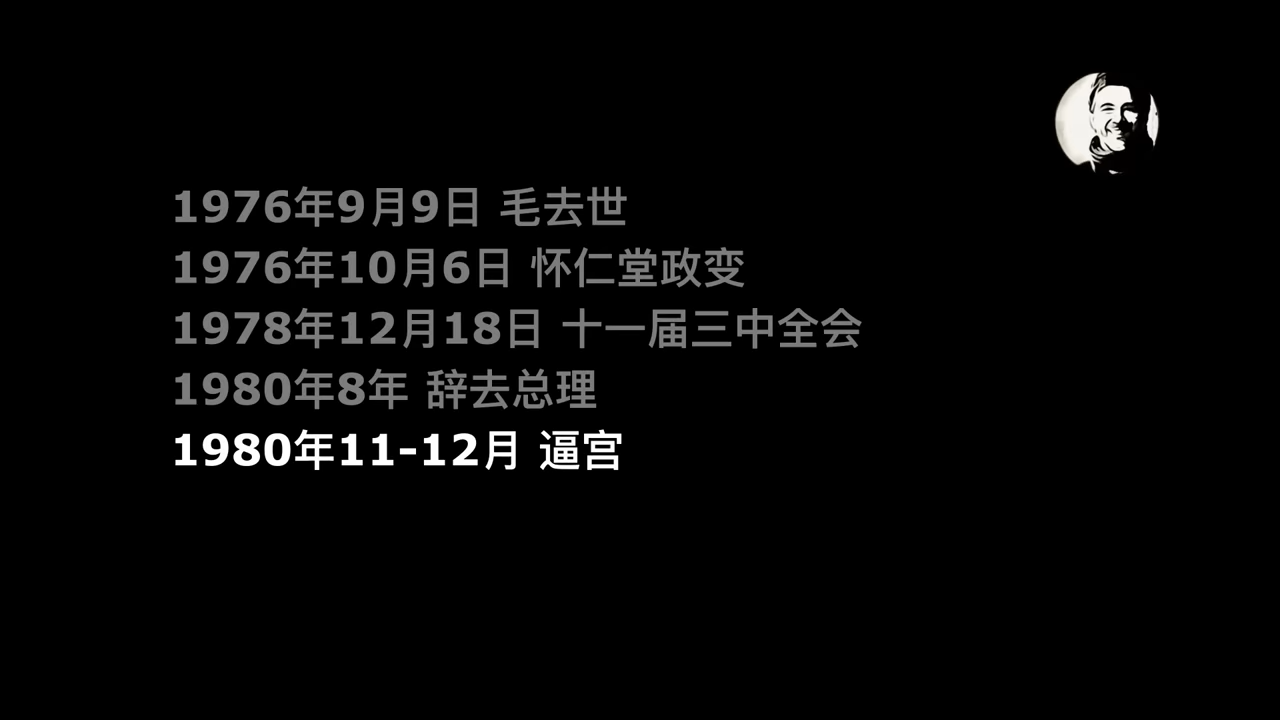 1976年9月9日 毛去世
1976年10月6日 怀仁堂政变
1978年12月18日 十一届三中全会
1980年8年 辞去总理
1980年11-12月 逼宫